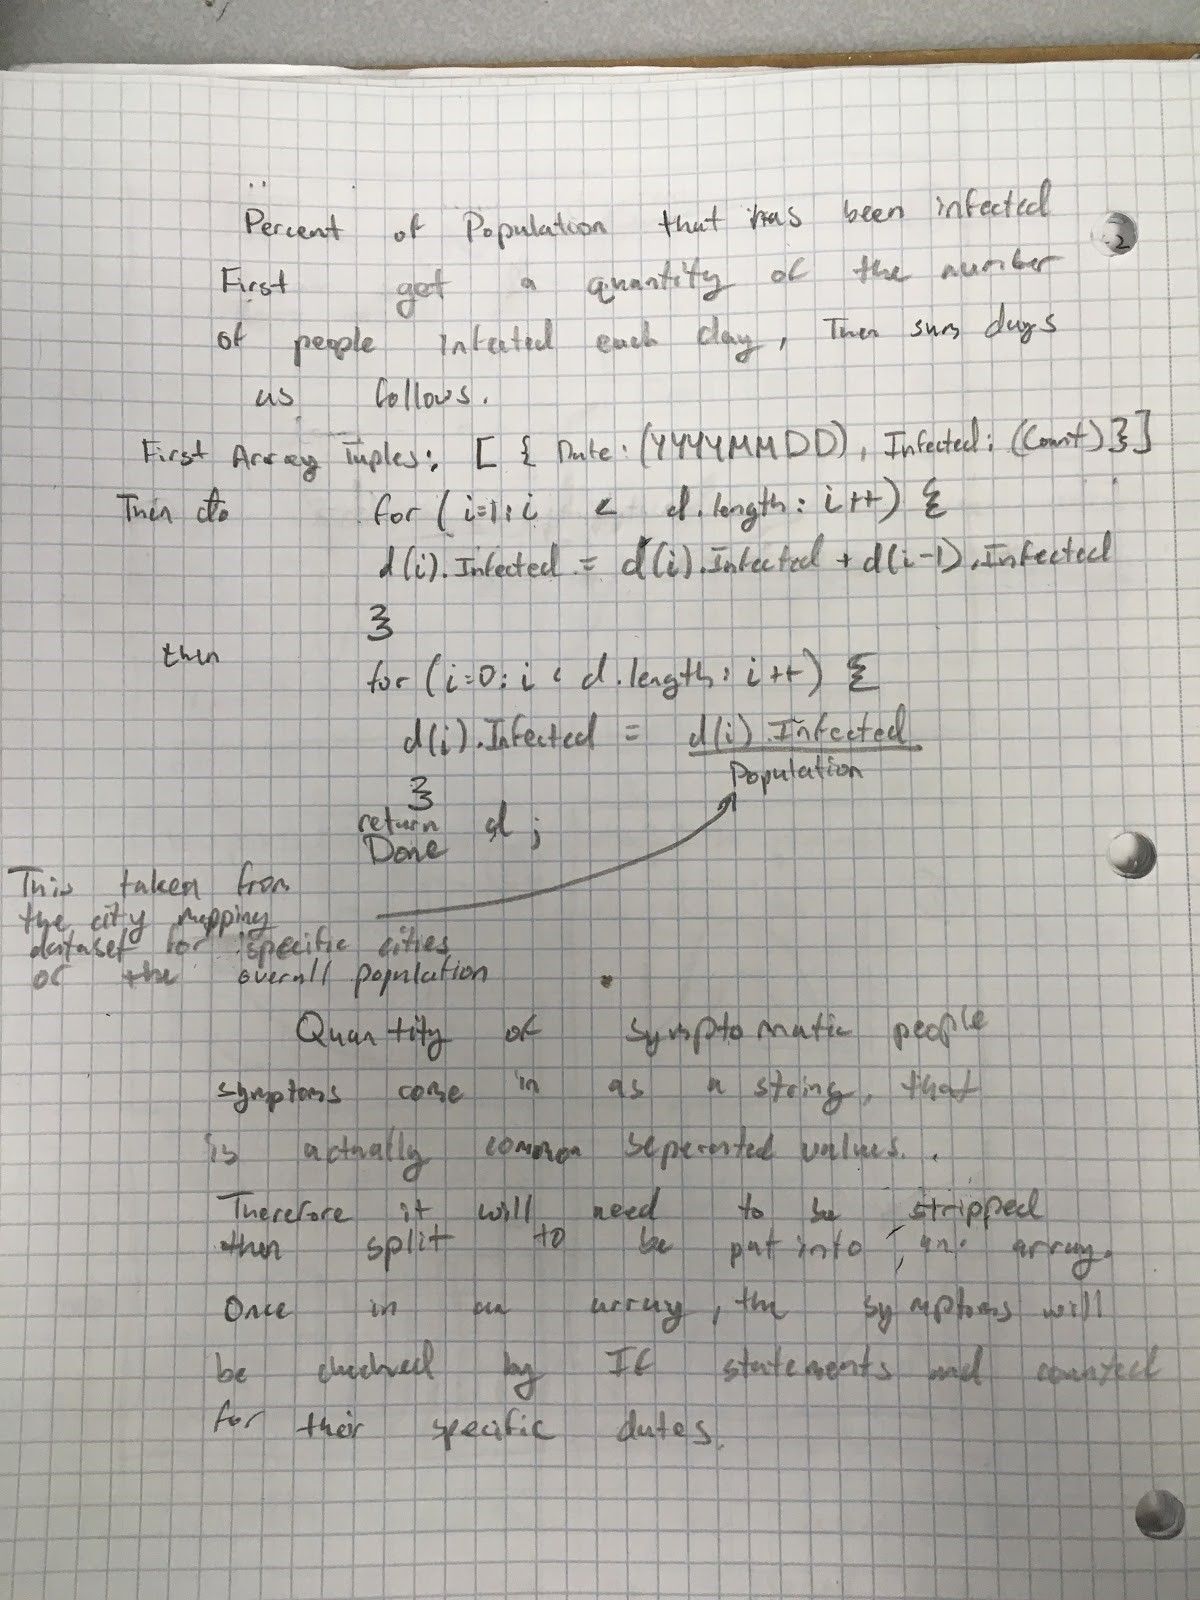 Percent of Population that has been infected
2
First get a quantity of the number
of people infected each day, Then sum days
as follows.
First Array Tuples: [ { Date: (YYYYMMDD), Infected: (Count) } ]
Then do for ( i=1; i < d.length; i++) {
d(i).Infected = d(i).Infected + d(i-1).Infected
}
then
for (i=0; i < d.length; i++) {
d(i).Infected = d(i).Infected
Population
}
return d;
Done
This taken from
the city mapping
dataset for specific cities
or the overall population
Quantity of symptomatic people
symptoms come in as a string, that
is actually common seperated values.
Therefore it will need to be stripped
then split to be put into an array.
Once in an array, the symptoms will
be checked by If statements and counted
for their specific dates.